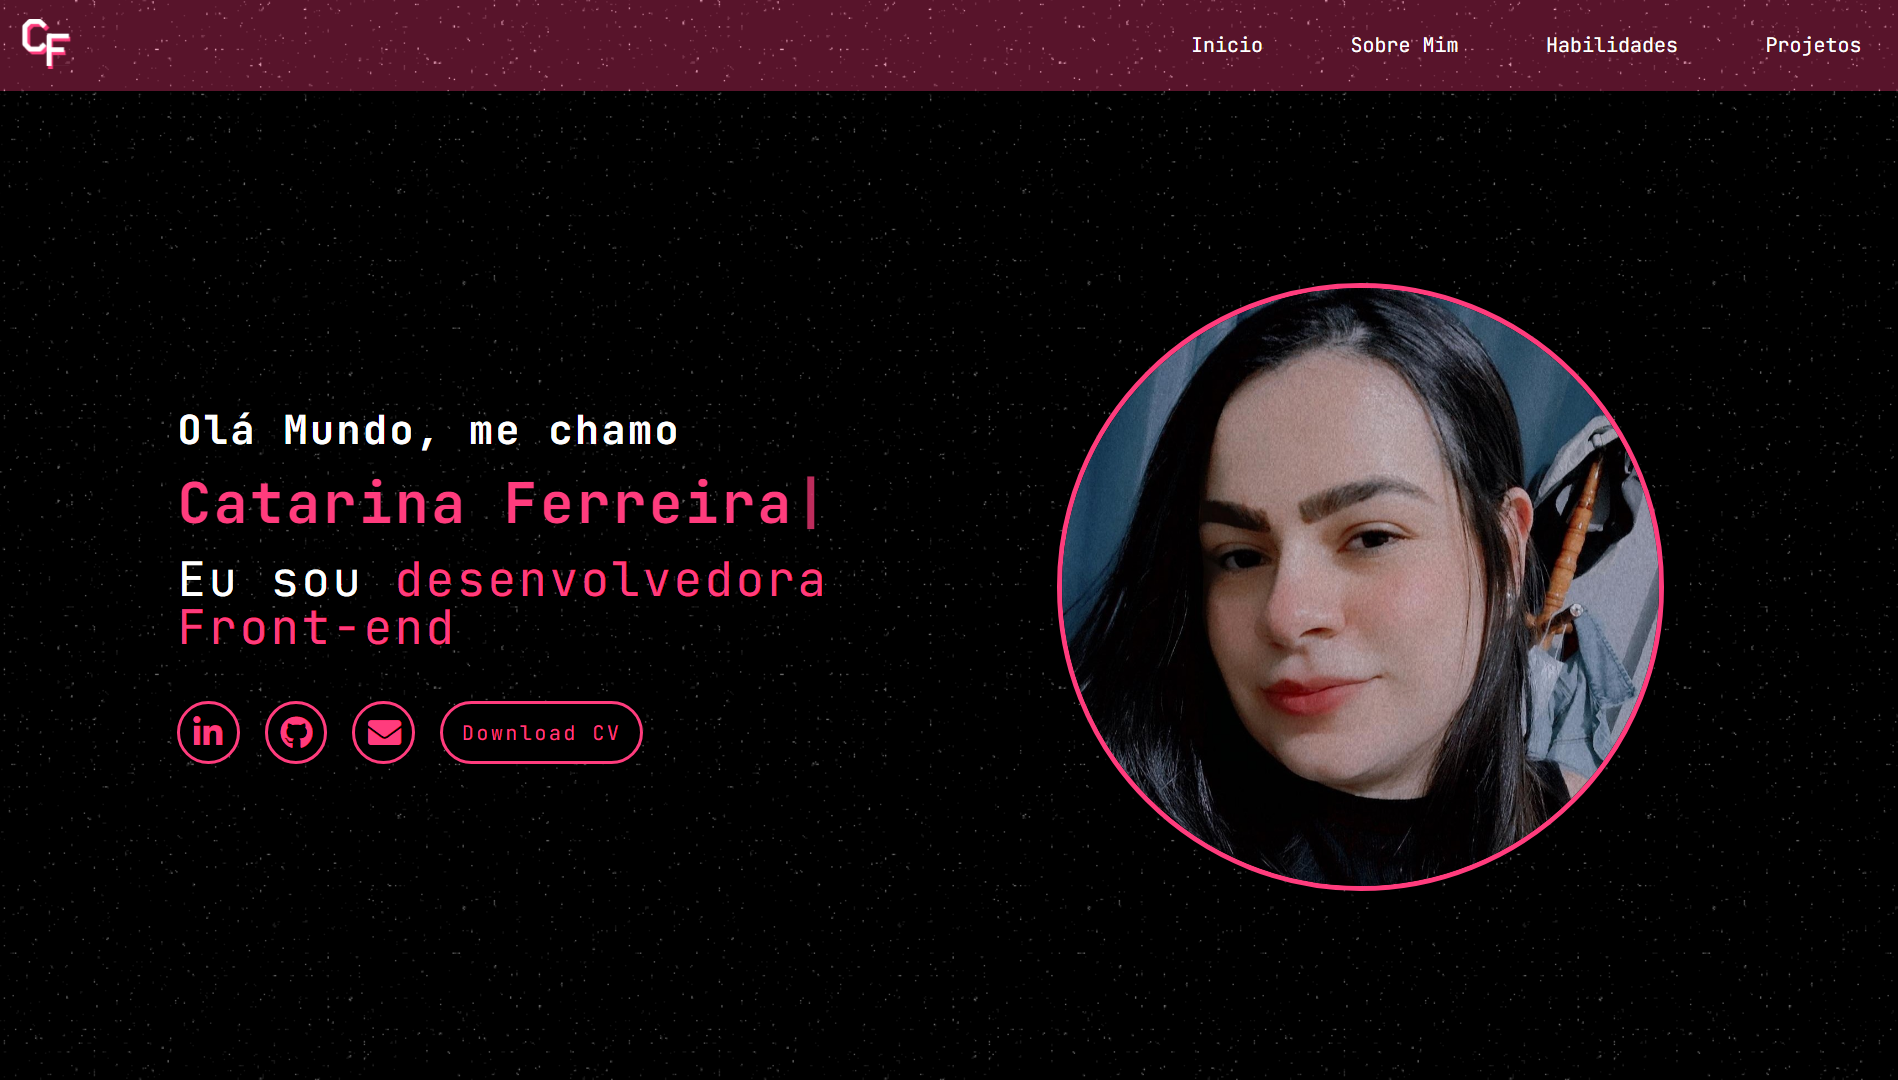 CF
Inicio Sobre Mim Habilidades Projetos
Olá Mundo, me chamo
Catarina Ferreira|
Eu sou desenvolvedora
Front-end
in
Download CV